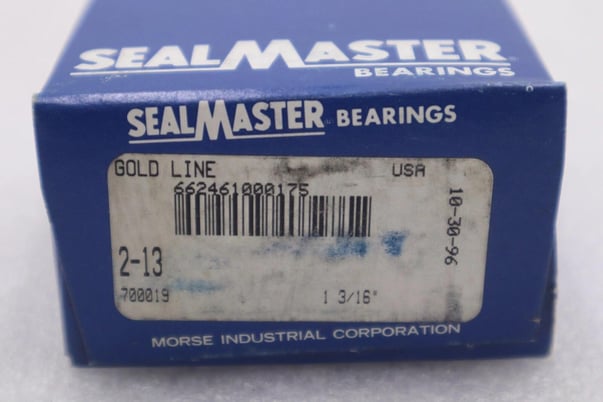 SEALMASTER
BEARINGS
SEALMASTER BEARINGS
GOLD LINE USA
662461000175
10-30-96
2-13
700019 1 3/16"
MORSE INDUSTRIAL CORPORATION